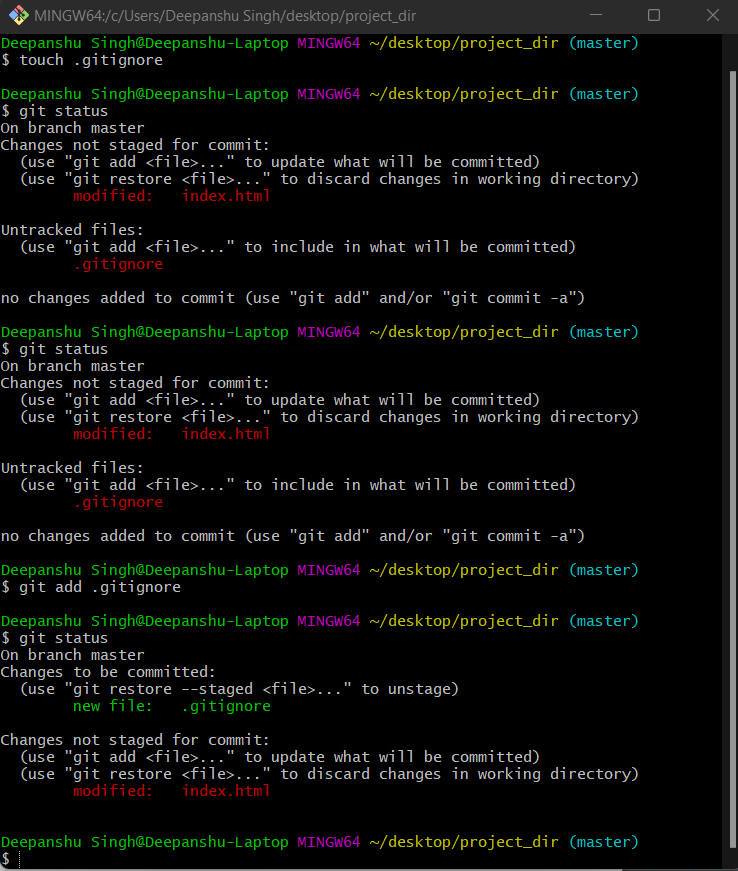 MINGW64:/c/Users/Deepanshu Singh/desktop/project_dir
Deepanshu Singh@Deepanshu-Laptop MINGW64 ~/desktop/project_dir (master)
$ touch .gitignore
Deepanshu Singh@Deepanshu-Laptop MINGW64 ~/desktop/project_dir (master)
$ git status
On branch master
Changes not staged for commit:
  (use "git add <file>..." to update what will be committed)
  (use "git restore <file>..." to discard changes in working directory)
        modified:   index.html
Untracked files:
  (use "git add <file>..." to include in what will be committed)
        .gitignore
no changes added to commit (use "git add" and/or "git commit -a")
Deepanshu Singh@Deepanshu-Laptop MINGW64 ~/desktop/project_dir (master)
$ git status
On branch master
Changes not staged for commit:
  (use "git add <file>..." to update what will be committed)
  (use "git restore <file>..." to discard changes in working directory)
        modified:   index.html
Untracked files:
  (use "git add <file>..." to include in what will be committed)
        .gitignore
no changes added to commit (use "git add" and/or "git commit -a")
Deepanshu Singh@Deepanshu-Laptop MINGW64 ~/desktop/project_dir (master)
$ git add .gitignore
Deepanshu Singh@Deepanshu-Laptop MINGW64 ~/desktop/project_dir (master)
$ git status
On branch master
Changes to be committed:
  (use "git restore --staged <file>..." to unstage)
        new file:   .gitignore
Changes not staged for commit:
  (use "git add <file>..." to update what will be committed)
  (use "git restore <file>..." to discard changes in working directory)
        modified:   index.html
Deepanshu Singh@Deepanshu-Laptop MINGW64 ~/desktop/project_dir (master)
$